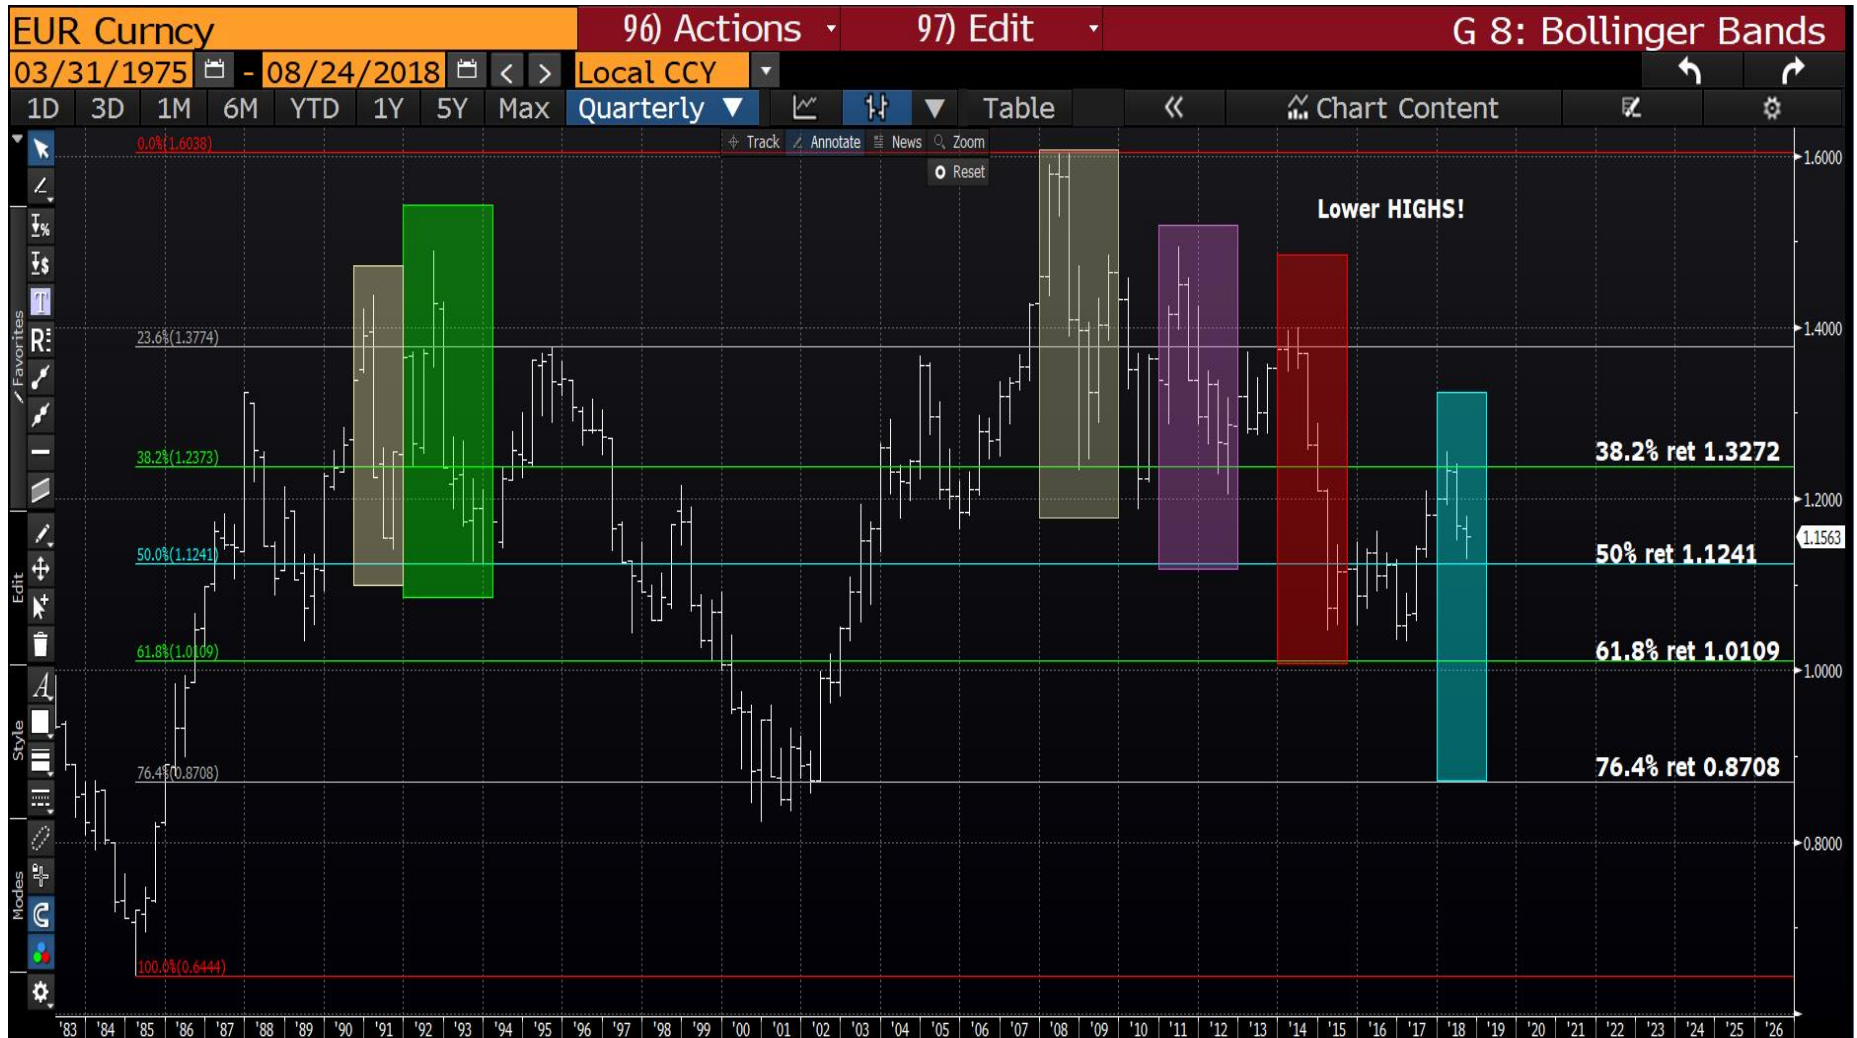 EUR Curncy 96) Actions 97) Edit G 8: Bollinger Bands
03/31/1975 - 08/24/2018 < > Local CCY
1D 3D 1M 6M YTD 1Y 5Y Max Quarterly ▼ Table « Chart Content
Track Annotate News Zoom
Reset
0.0%(1.6038)
1.6000
Lower HIGHS!
23.6%(1.3774)
1.4000
38.2%(1.2373)
38.2% ret 1.3272
1.2000
1.1563
50.0%(1.1241)
50% ret 1.1241
61.8%(1.0109)
61.8% ret 1.0109
1.0000
76.4%(0.8708)
76.4% ret 0.8708
0.8000
100.0%(0.6444)
Favorites
Edit
Style
Modes
%
$
T
R
A
'83 '84 '85 '86 '87 '88 '89 '90 '91 '92 '93 '94 '95 '96 '97 '98 '99 '00 '01 '02 '03 '04 '05 '06 '07 '08 '09 '10 '11 '12 '13 '14 '15 '16 '17 '18 '19 '20 '21 '22 '23 '24 '25 '26